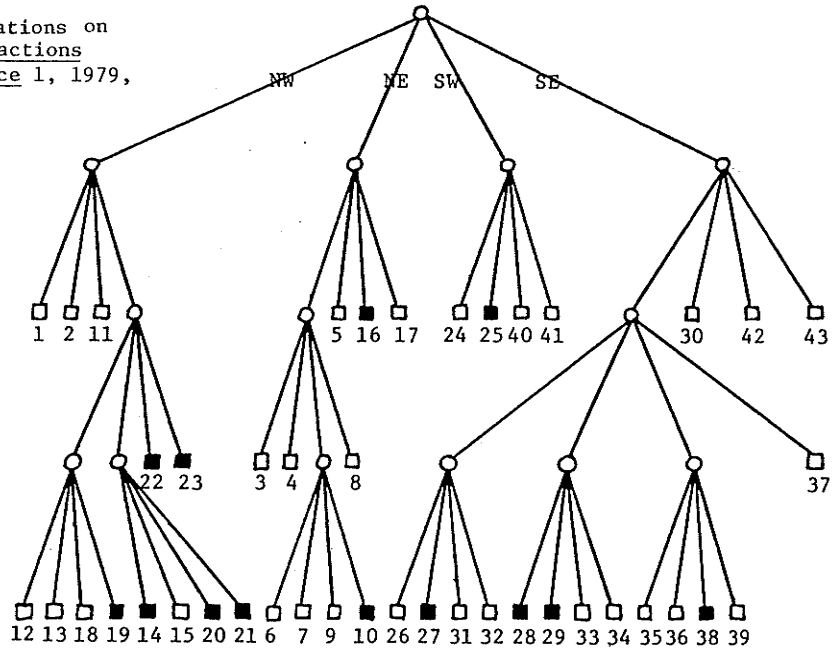 ations on
actions
ce 1, 1979,
NW NE SW SE
1 2 11 5 16 17 24 25 40 41 30 42 43
22 23 3 4 8 37
12 13 18 19 14 15 20 21 6 7 9 10 26 27 31 32 28 29 33 34 35 36 38 39